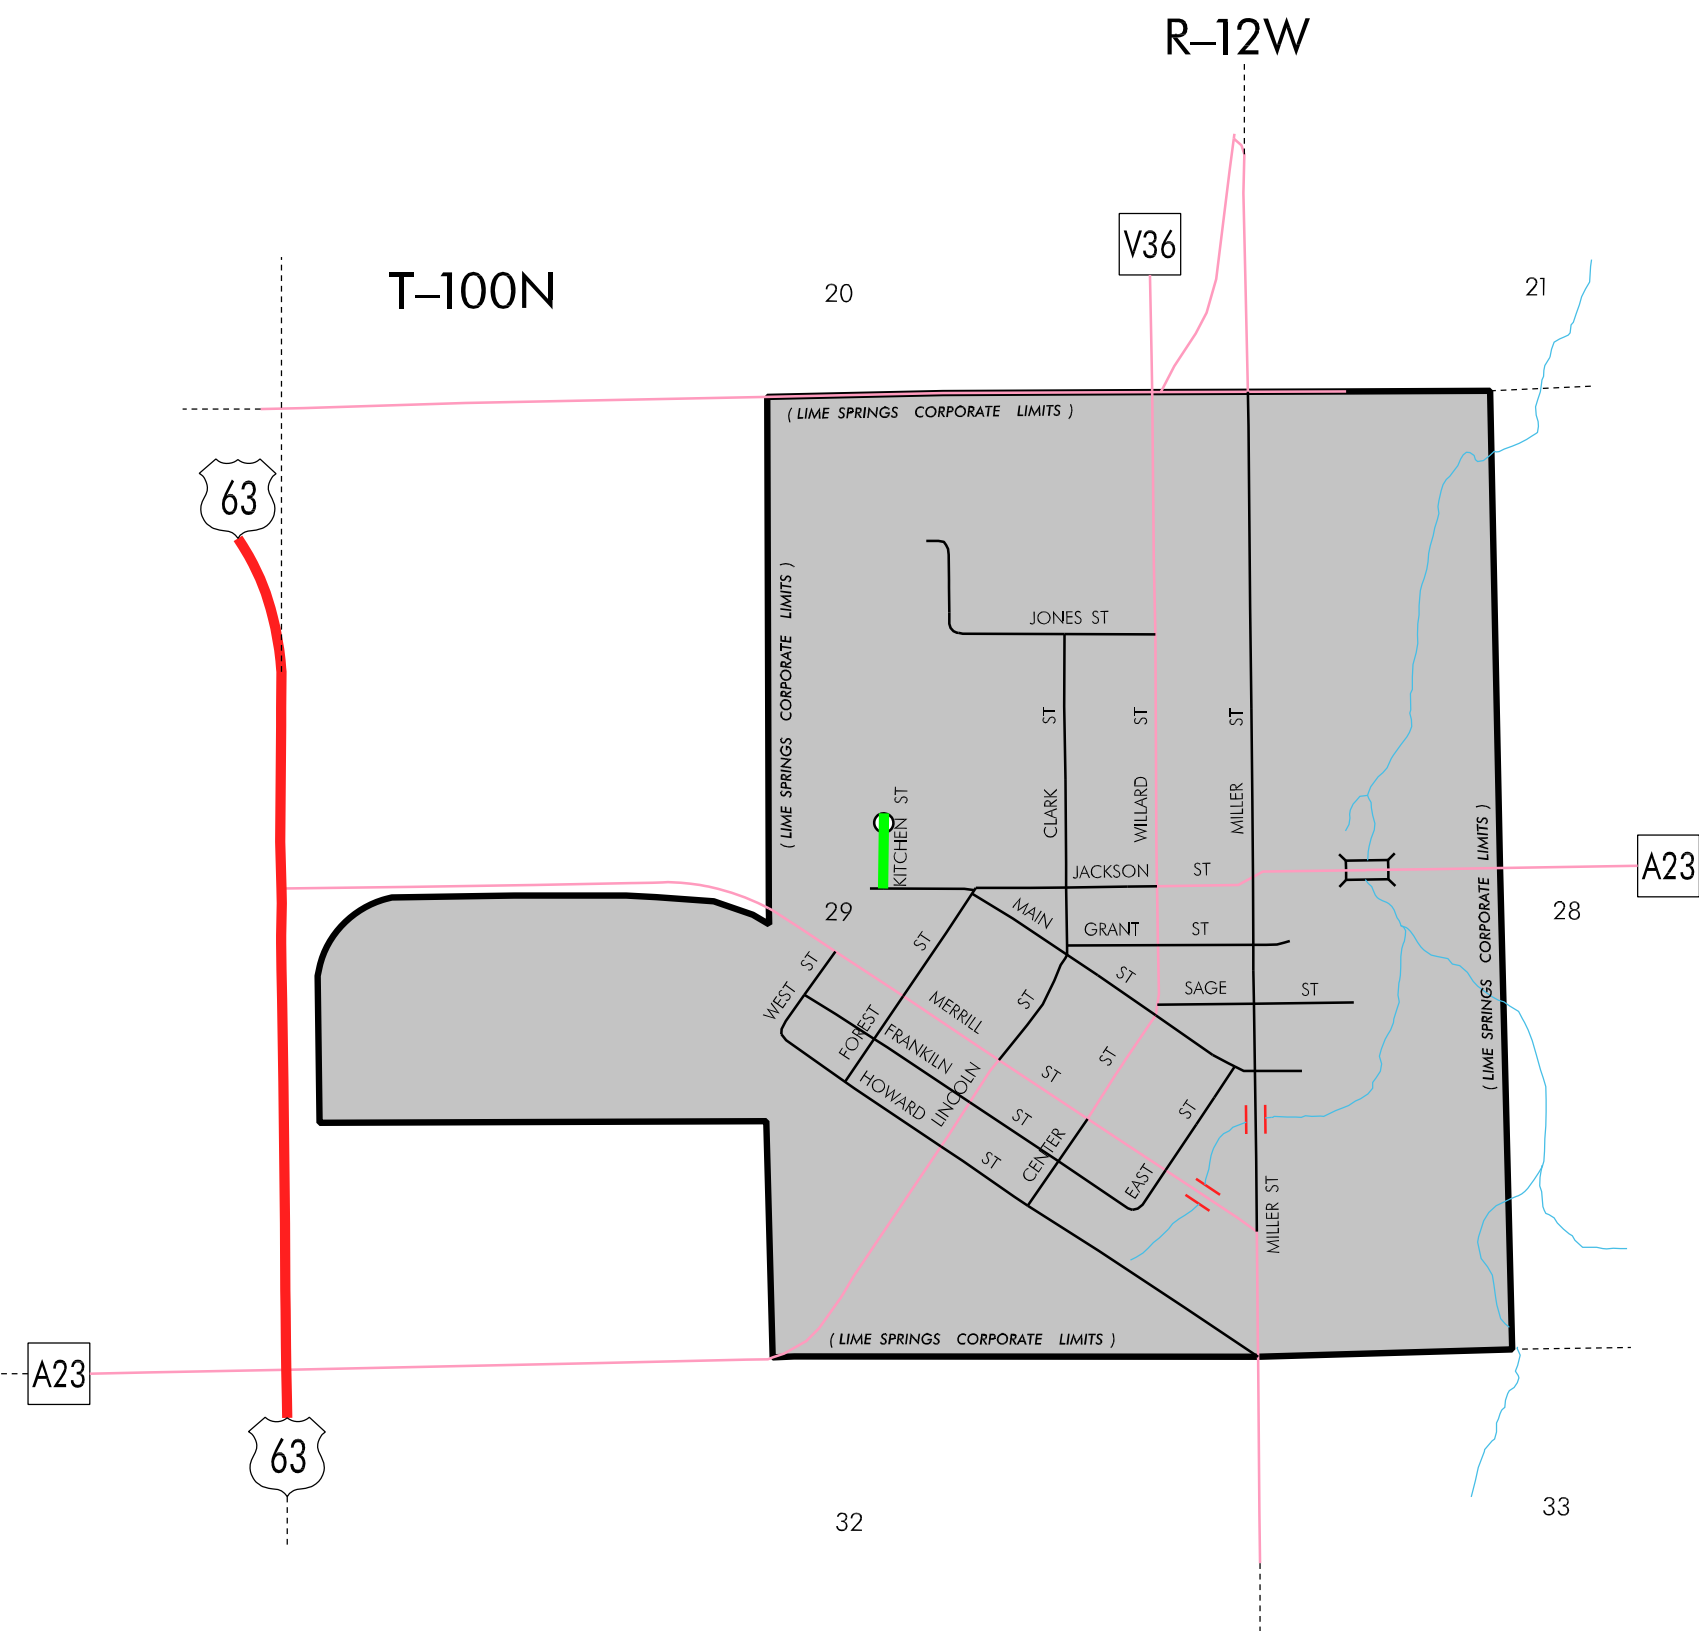 R–12W
V36
T–100N
20
21
( LIME SPRINGS CORPORATE LIMITS )
63
( LIME SPRINGS CORPORATE LIMITS )
JONES ST
CLARK ST
WILLARD ST
MILLER ST
KITCHEN ST
JACKSON ST
( LIME SPRINGS CORPORATE LIMITS )
A23
29
MAIN ST
GRANT ST
28
WEST ST
FOREST ST
MERRILL ST
SAGE ST
FRANKILN ST
LINCOLN ST
HOWARD ST
CENTER ST
EAST ST
MILLER ST
( LIME SPRINGS CORPORATE LIMITS )
A23
63
32
33